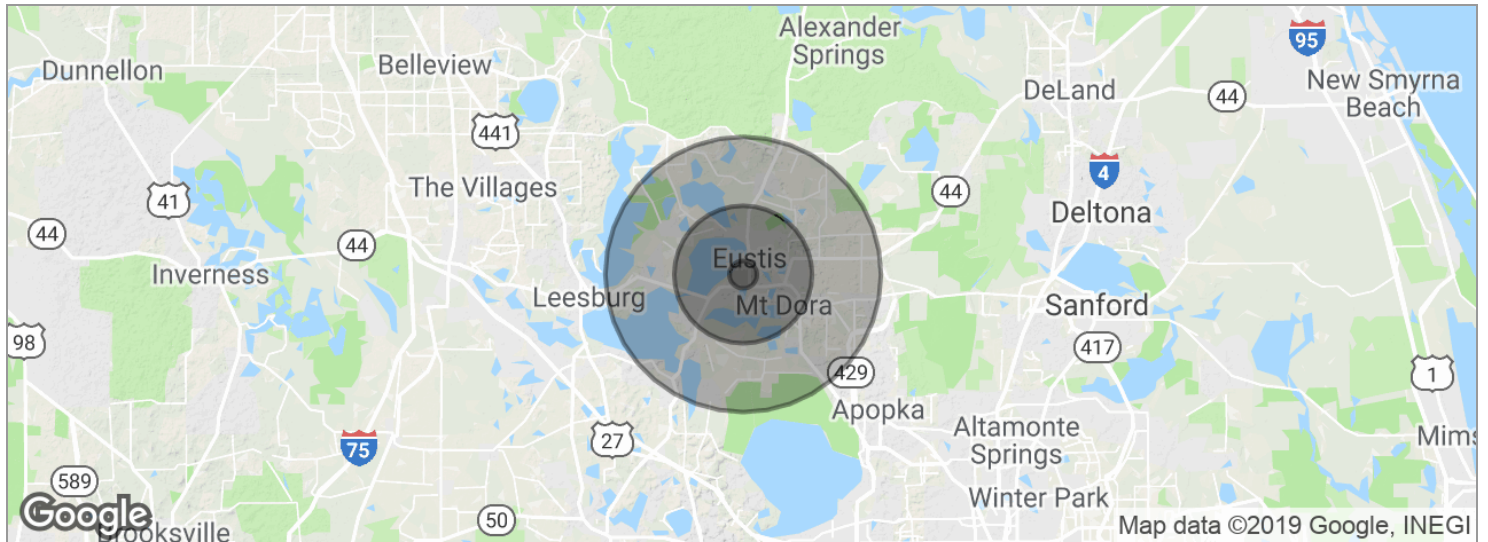 Alexander
Springs
95
Dunnellon
Belleview
DeLand
44
New Smyrna
Beach
441
4
The Villages
44
41
Deltona
44
44
Eustis
Inverness
Leesburg
Mt Dora
Sanford
98
417
429
1
Apopka
Altamonte
Springs
27
75
Mims
589
Winter Park
Google
50
Brooksville
Map data ©2019 Google, INEGI